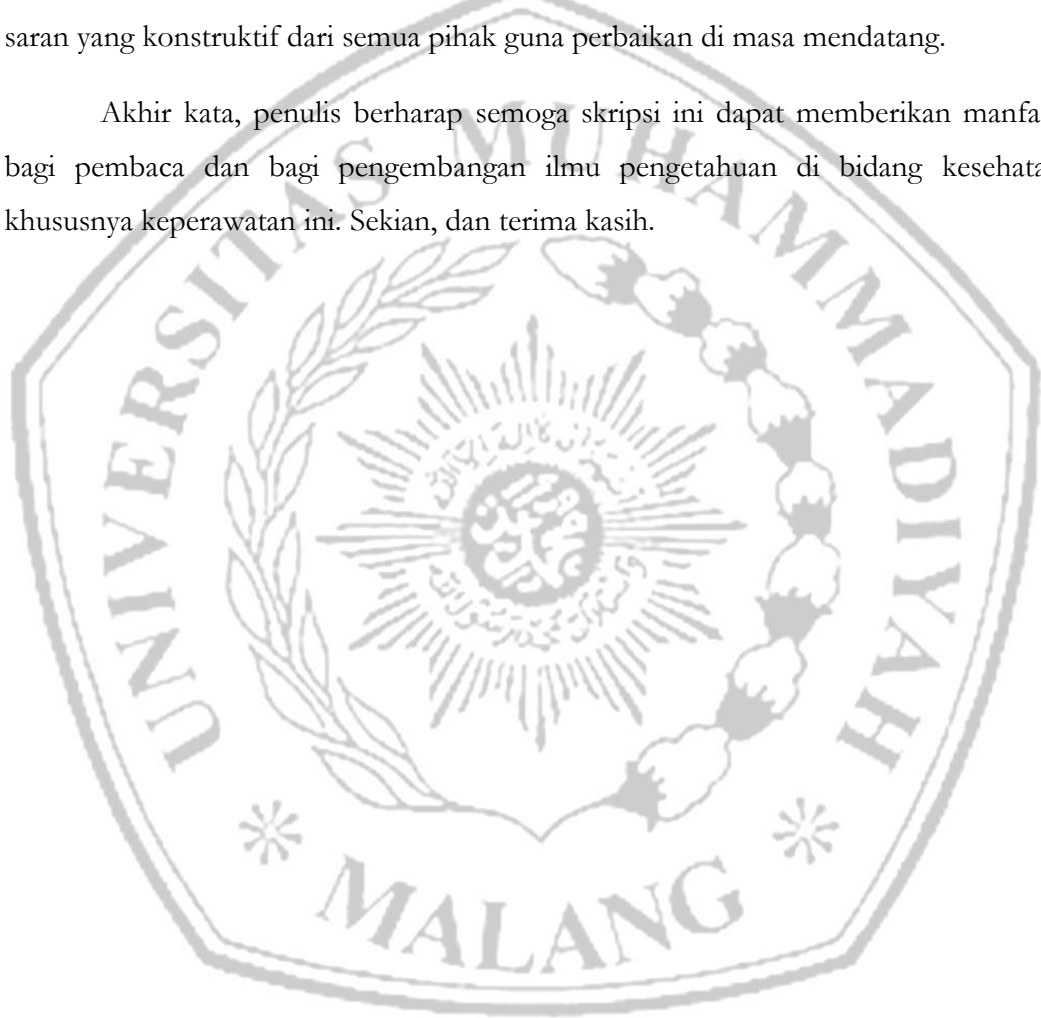 saran yang konstruktif dari semua pihak guna perbaikan di masa mendatang.
Akhir kata, penulis berharap semoga skripsi ini dapat memberikan manfa
bagi pembaca dan bagi pengembangan ilmu pengetahuan di bidang kesehata
khususnya keperawatan ini. Sekian, dan terima kasih.
UNIVERSITAS MUHAMMADIYAH
MALANG